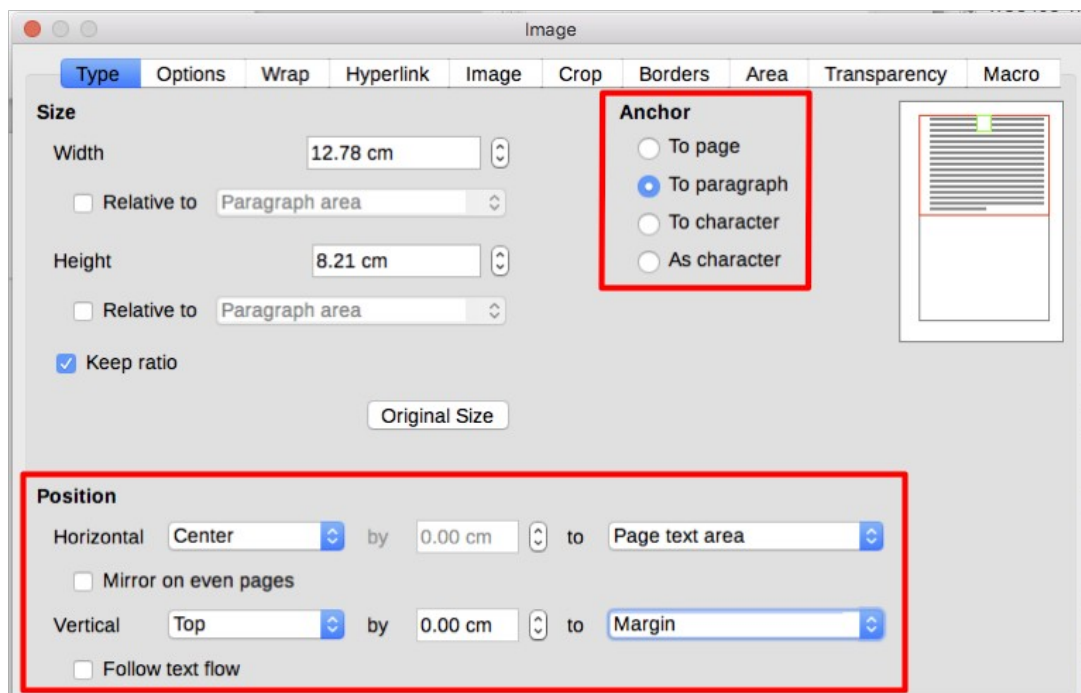 Image
Type Options Wrap Hyperlink Image Crop Borders Area Transparency Macro
Size
Width 12.78 cm
Relative to Paragraph area
Height 8.21 cm
Relative to Paragraph area
Keep ratio
Original Size
Anchor
To page
To paragraph
To character
As character
Position
Horizontal Center by 0.00 cm to Page text area
Mirror on even pages
Vertical Top by 0.00 cm to Margin
Follow text flow